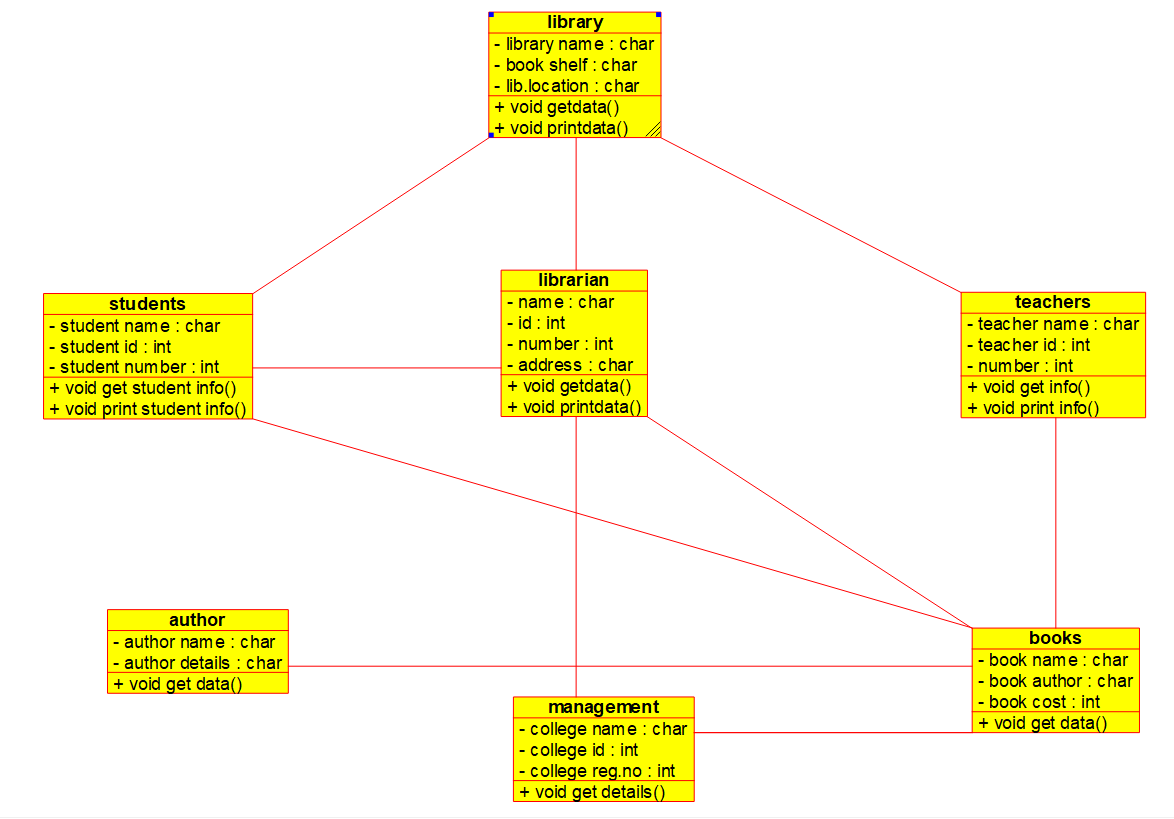 library
- library name : char
- book shelf : char
- lib.location : char
+ void getdata()
+ void printdata()
students
- student name : char
- student id : int
- student number : int
+ void get student info()
+ void print student info()
librarian
- name : char
- id : int
- number : int
- address : char
+ void getdata()
+ void printdata()
teachers
- teacher name : char
- teacher id : int
- number : int
+ void get info()
+ void print info()
author
- author name : char
- author details : char
+ void get data()
books
- book name : char
- book author : char
- book cost : int
+ void get data()
management
- college name : char
- college id : int
- college reg.no : int
+ void get details()